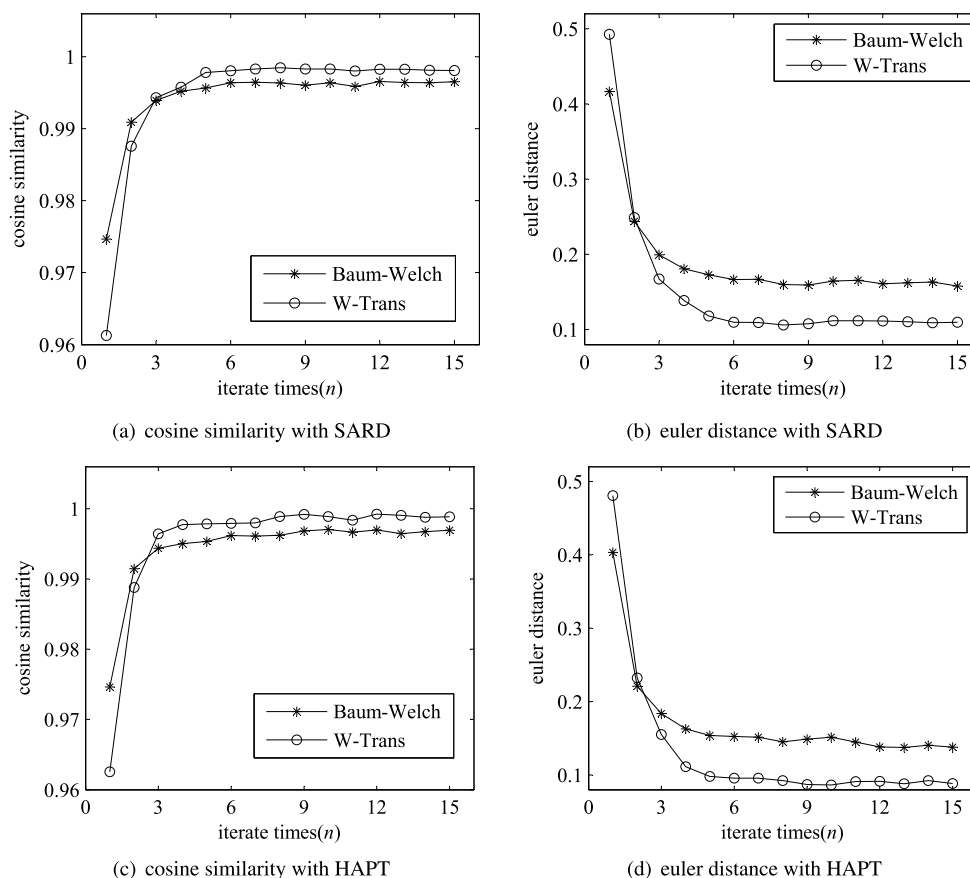 1
0.99
0.98
0.97
0.96
cosine similarity
Baum-Welch
W-Trans
0
3
6
9
12
15
iterate times(n)
(a) cosine similarity with SARD
0.5
0.4
0.3
0.2
0.1
euler distance
Baum-Welch
W-Trans
0
3
6
9
12
15
iterate times(n)
(b) euler distance with SARD
1
0.99
0.98
0.97
0.96
cosine similarity
Baum-Welch
W-Trans
0
3
6
9
12
15
iterate times(n)
(c) cosine similarity with HAPT
0.5
0.4
0.3
0.2
0.1
euler distance
Baum-Welch
W-Trans
0
3
6
9
12
15
iterate times(n)
(d) euler distance with HAPT